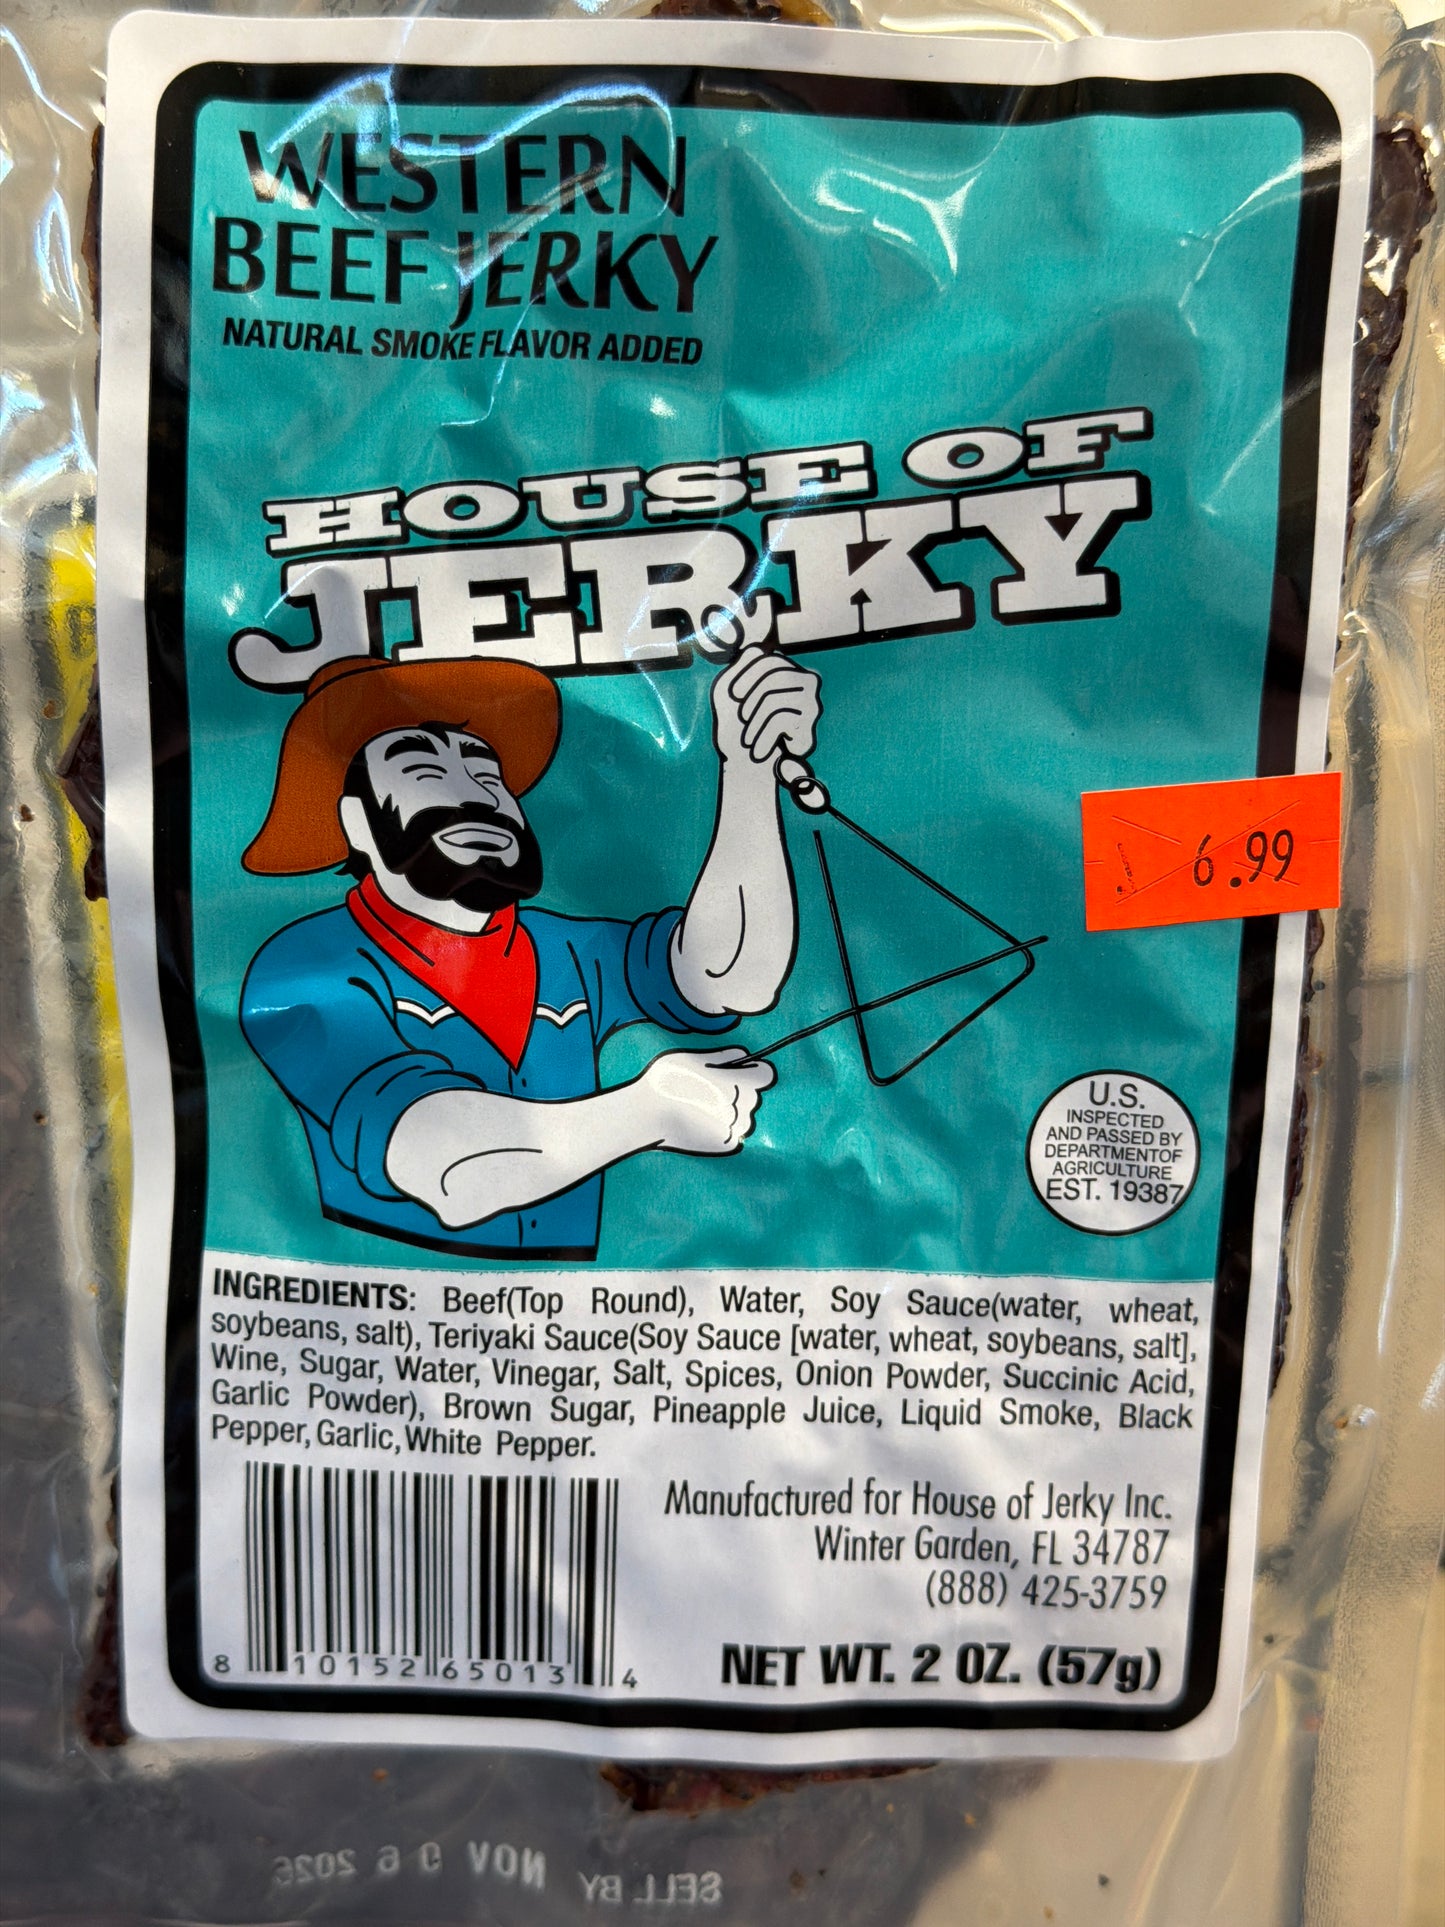 WESTERN
BEEF JERKY
NATURAL SMOKE FLAVOR ADDED
HOUSE OF
JERKY
6.99
U.S.
INSPECTED
AND PASSED BY
DEPARTMENTOF
AGRICULTURE
EST. 19387
INGREDIENTS: Beef(Top Round), Water, Soy Sauce(water, wheat,
soybeans, salt), Teriyaki Sauce(Soy Sauce [water, wheat, soybeans, salt],
Wine, Sugar, Water, Vinegar, Salt, Spices, Onion Powder, Succinic Acid,
Garlic Powder), Brown Sugar, Pineapple Juice, Liquid Smoke, Black
Pepper, Garlic, White Pepper.
Manufactured for House of Jerky Inc.
Winter Garden, FL 34787
(888) 425-3759
8 10152 65013 4
NET WT. 2 OZ. (57g)
SELL BY NOV 06